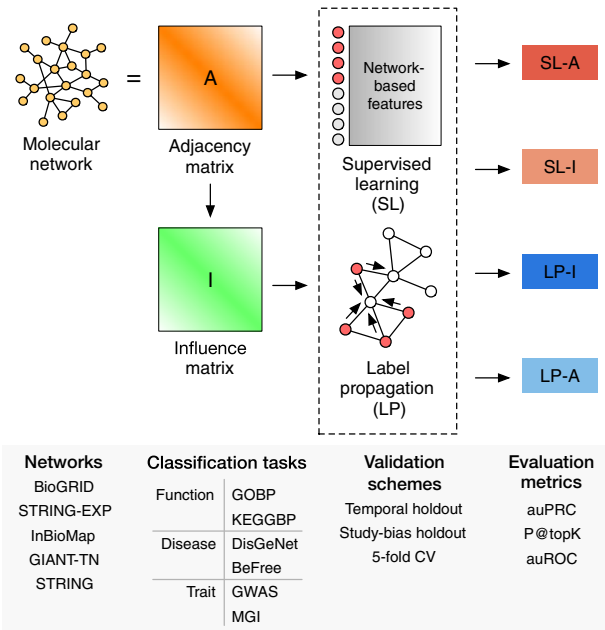 Molecular
network
=
A
Adjacency
matrix
I
Influence
matrix
Network-
based
features
Supervised
learning
(SL)
Label
propagation
(LP)
SL-A
SL-I
LP-I
LP-A
Networks
BioGRID
STRING-EXP
InBioMap
GIANT-TN
STRING
Classification tasks
Function
GOBP
KEGGBP
Disease
DisGeNet
BeFree
Trait
GWAS
MGI
Validation
schemes
Temporal holdout
Study-bias holdout
5-fold CV
Evaluation
metrics
auPRC
P@topK
auROC